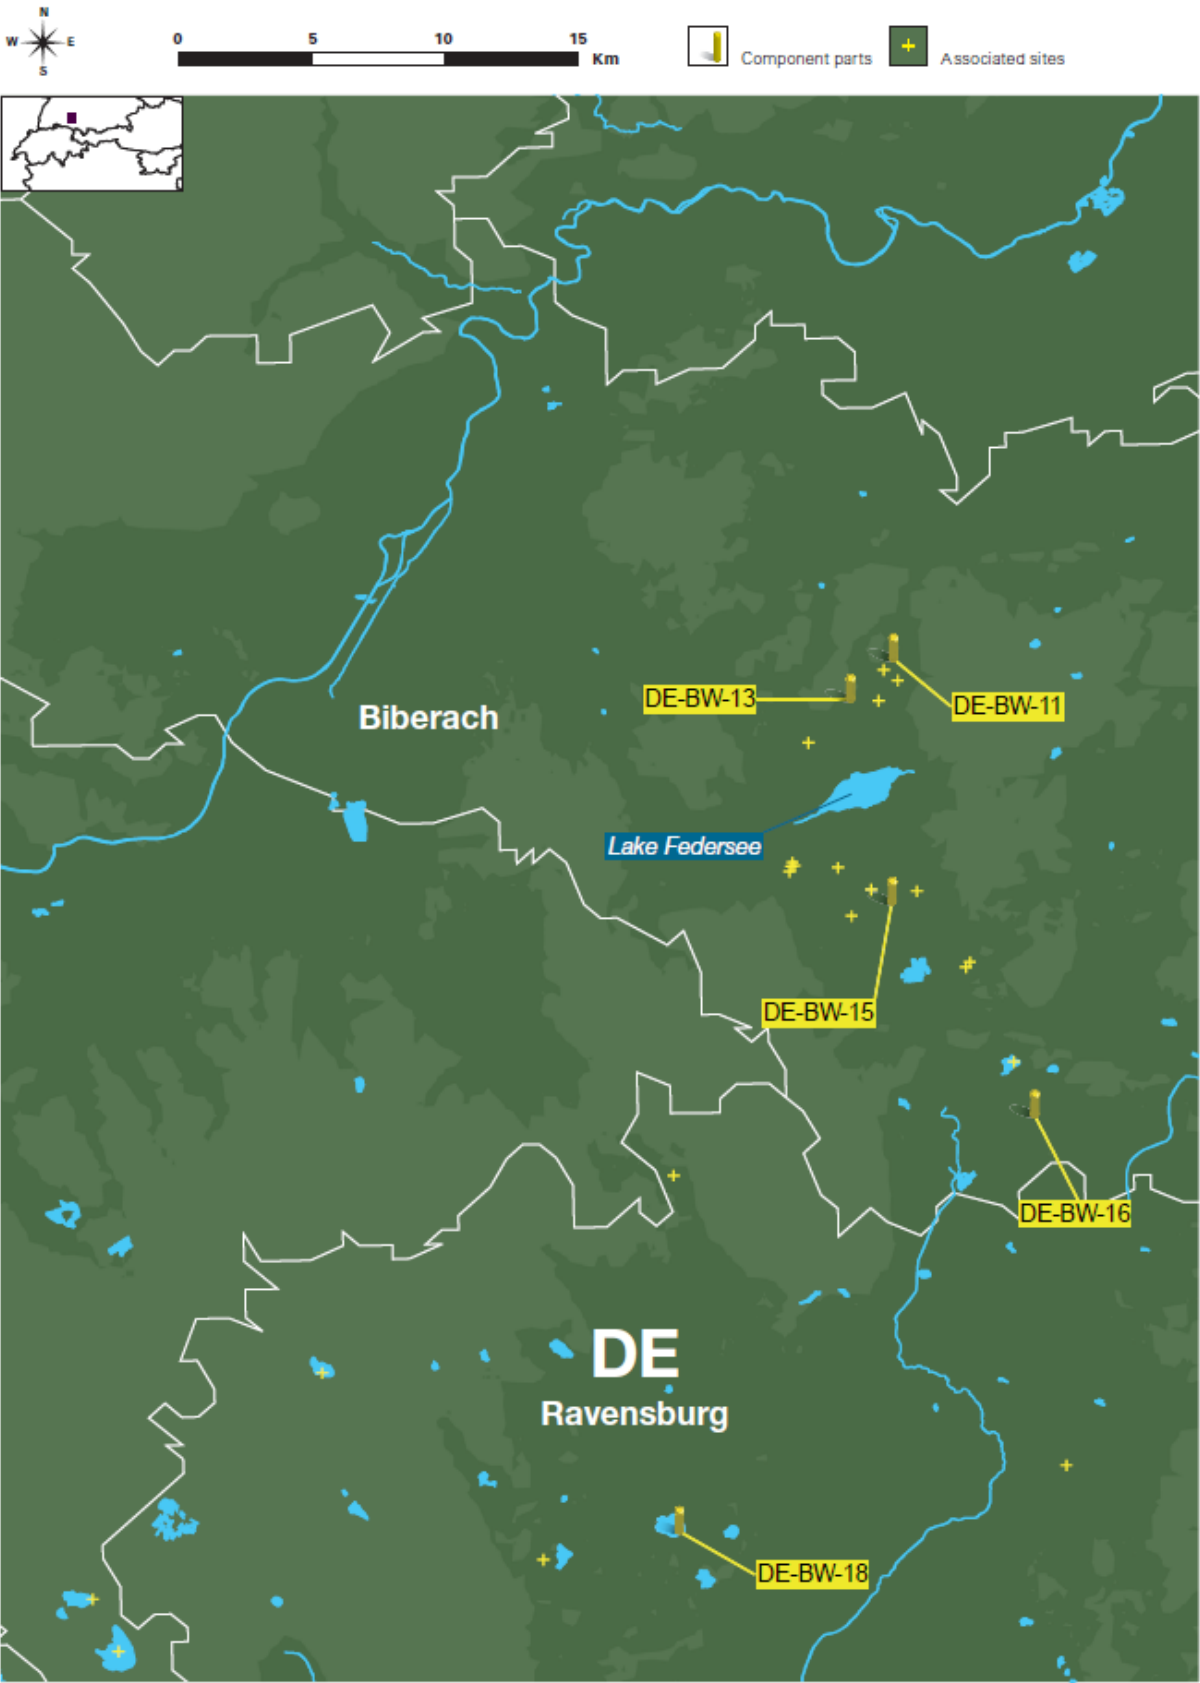 N
W E
S
0 5 10 15
Km
Component parts
Associated sites
DE-BW-13
DE-BW-11
Biberach
Lake Federsee
DE-BW-15
DE-BW-16
DE
Ravensburg
DE-BW-18